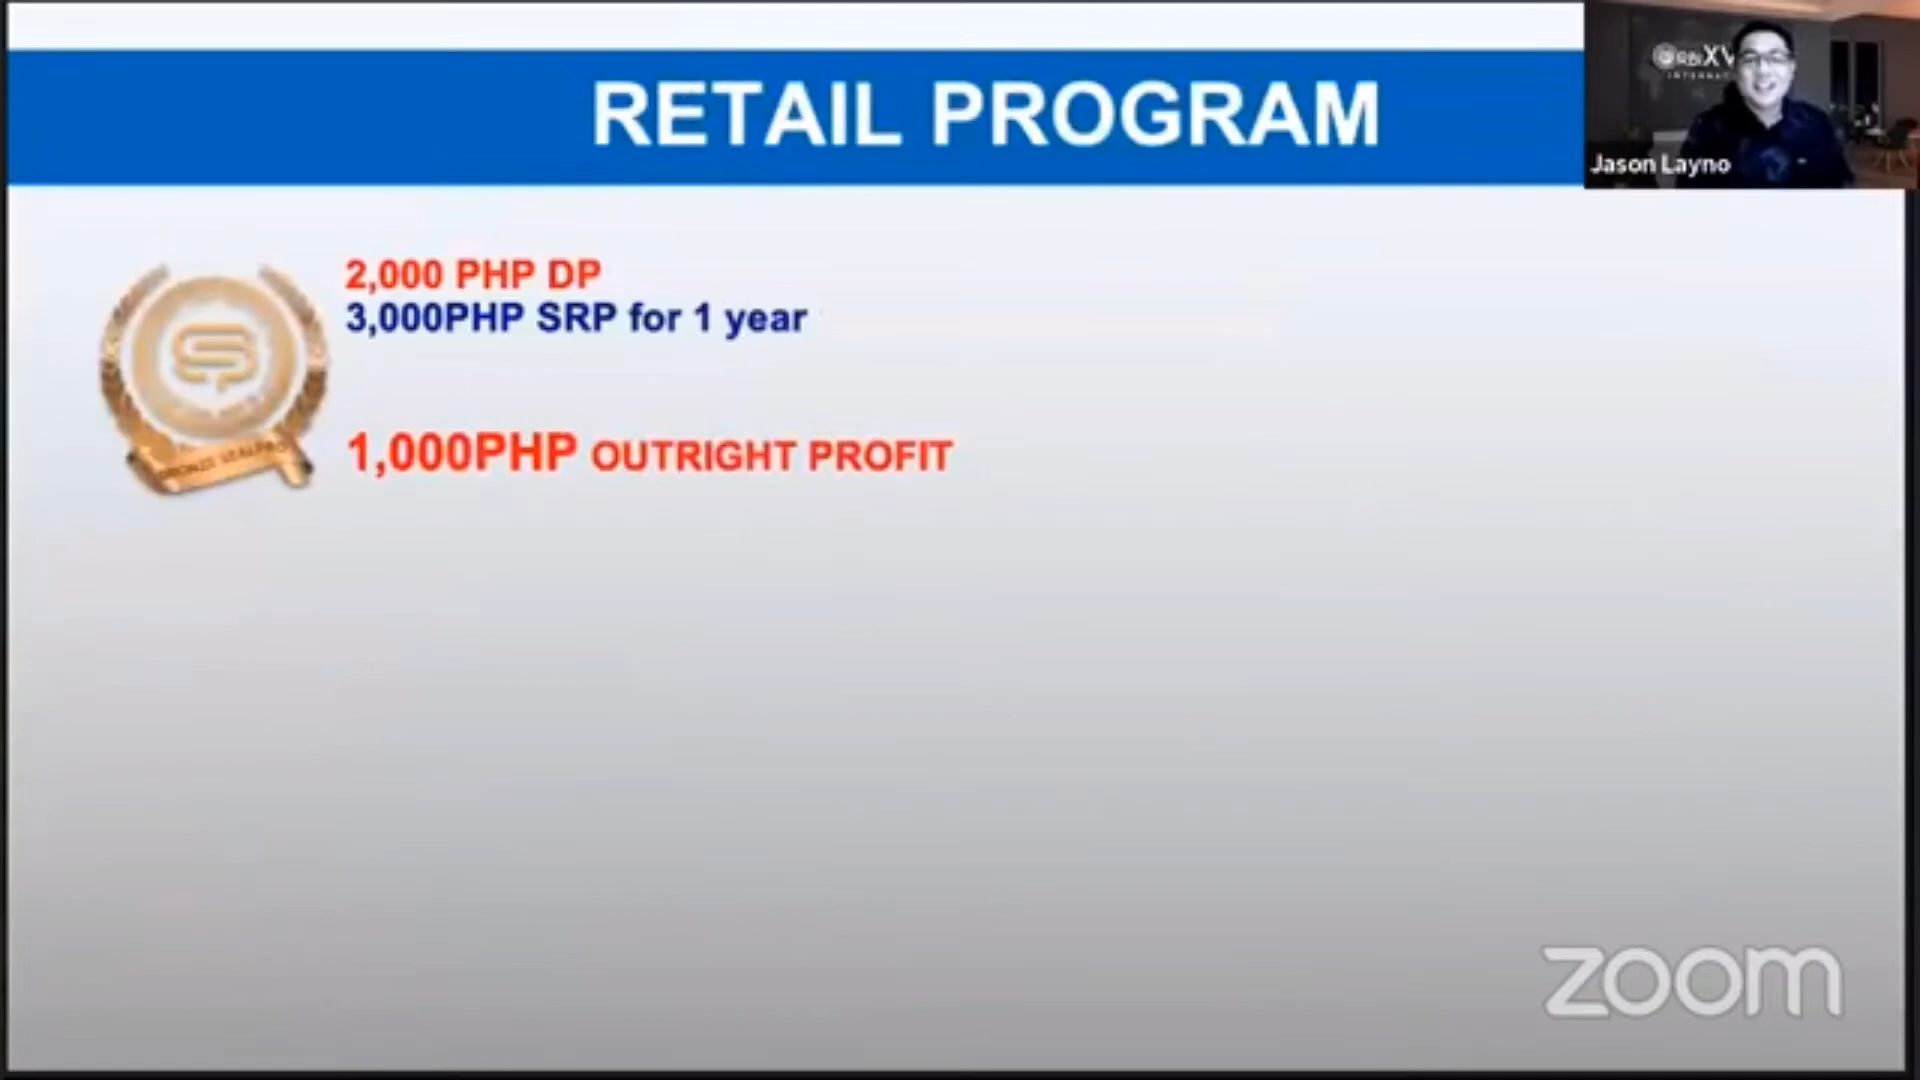 RETAIL PROGRAM
Jason Layno
2,000 PHP DP
3,000PHP SRP for 1 year
1,000PHP OUTRIGHT PROFIT
zoom